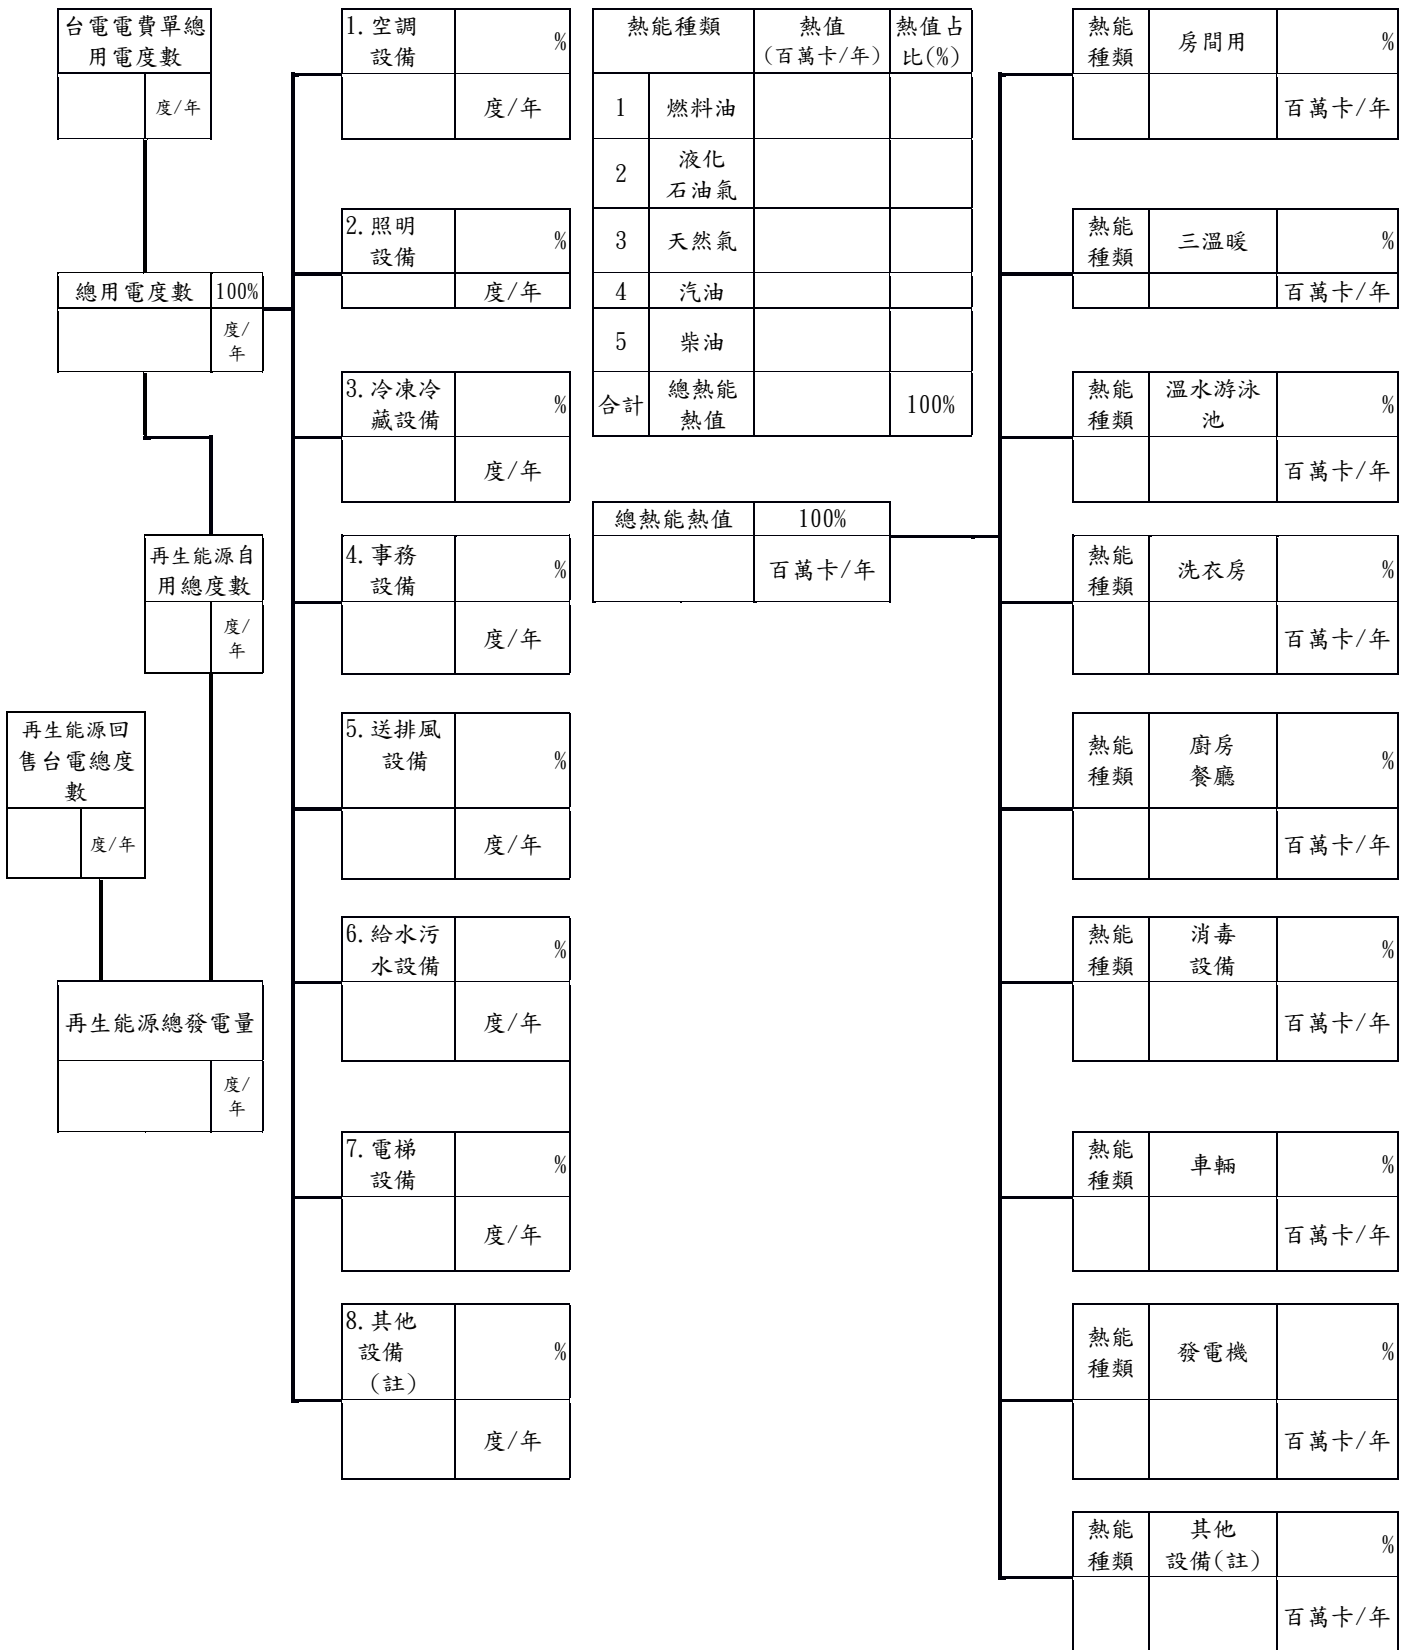 台電電費單總
用電度數
度/年
總用電度數 100%
度/
年
再生能源自
用總度數
度/
年
再生能源回
售台電總度
數
度/年
再生能源總發電量
度/
年
1.空調
設備
%
度/年
2.照明
設備
%
度/年
3.冷凍冷
藏設備
%
度/年
4.事務
設備
%
度/年
5.送排風
設備
%
度/年
6.給水污
水設備
%
度/年
7.電梯
設備
%
度/年
8.其他
設備
(註)
%
度/年
熱能種類 熱值 熱值占
(百萬卡/年) 比(%)
1 燃料油
2 液化
石油氣
3 天然氣
4 汽油
5 柴油
合計 總熱能
熱值
100%
總熱能熱值 100%
百萬卡/年
熱能
種類
房間用
%
百萬卡/年
熱能
種類
三溫暖
%
百萬卡/年
熱能
種類
溫水游泳
池
%
百萬卡/年
熱能
種類
洗衣房
%
百萬卡/年
熱能
種類
廚房
餐廳
%
百萬卡/年
熱能
種類
消毒
設備
%
百萬卡/年
熱能
種類
車輛
%
百萬卡/年
熱能
種類
發電機
%
百萬卡/年
熱能
種類
其他
設備(註)
%
百萬卡/年